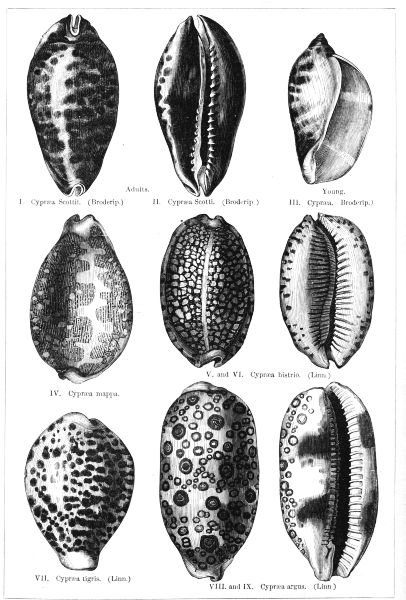 Adults.
Young.
I. Cypræa Scottii. (Broderip.)
II. Cypræa Scotti. (Broderip.)
III. Cypræa. Broderip.)
V. and VI. Cypræa histrio. (Linn.)
IV. Cypræa mappa.
VII. Cypræa tigris. (Linn.)
VIII. and IX. Cypræa argus. (Linn.)